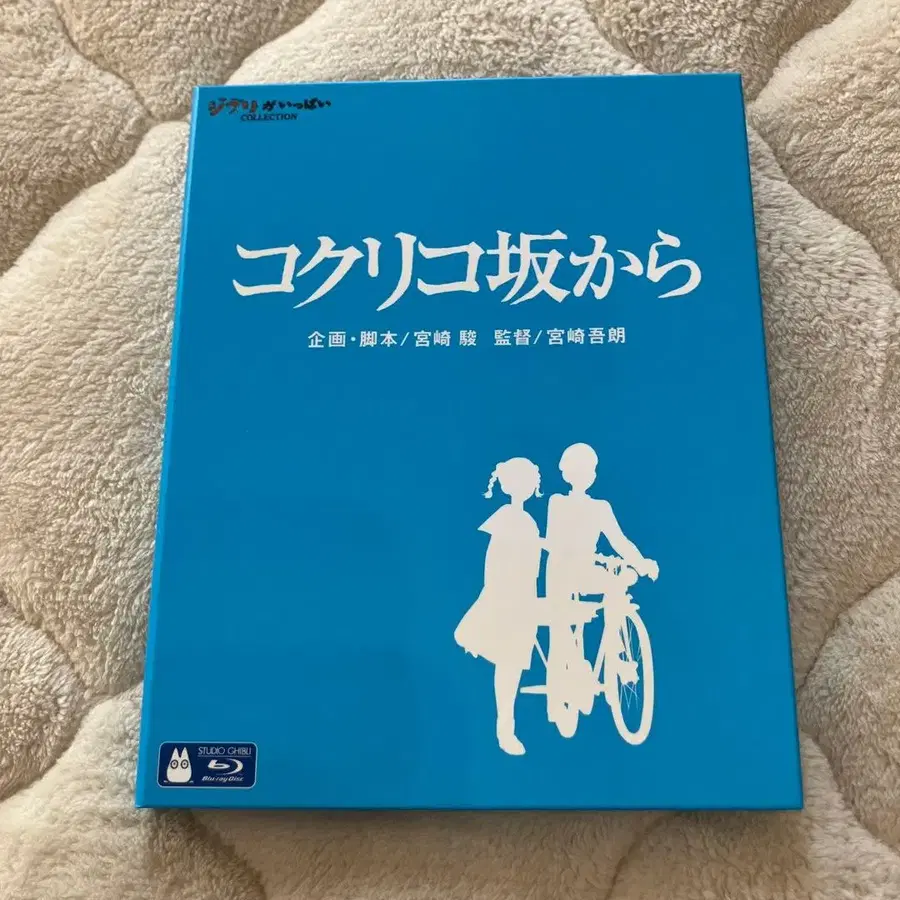 ジブリがいっぱい
COLLECTION
コクリコ坂から
企画・脚本/宮崎 駿 監督/宮崎吾朗
STUDIO GHIBLI
Blu-ray Disc